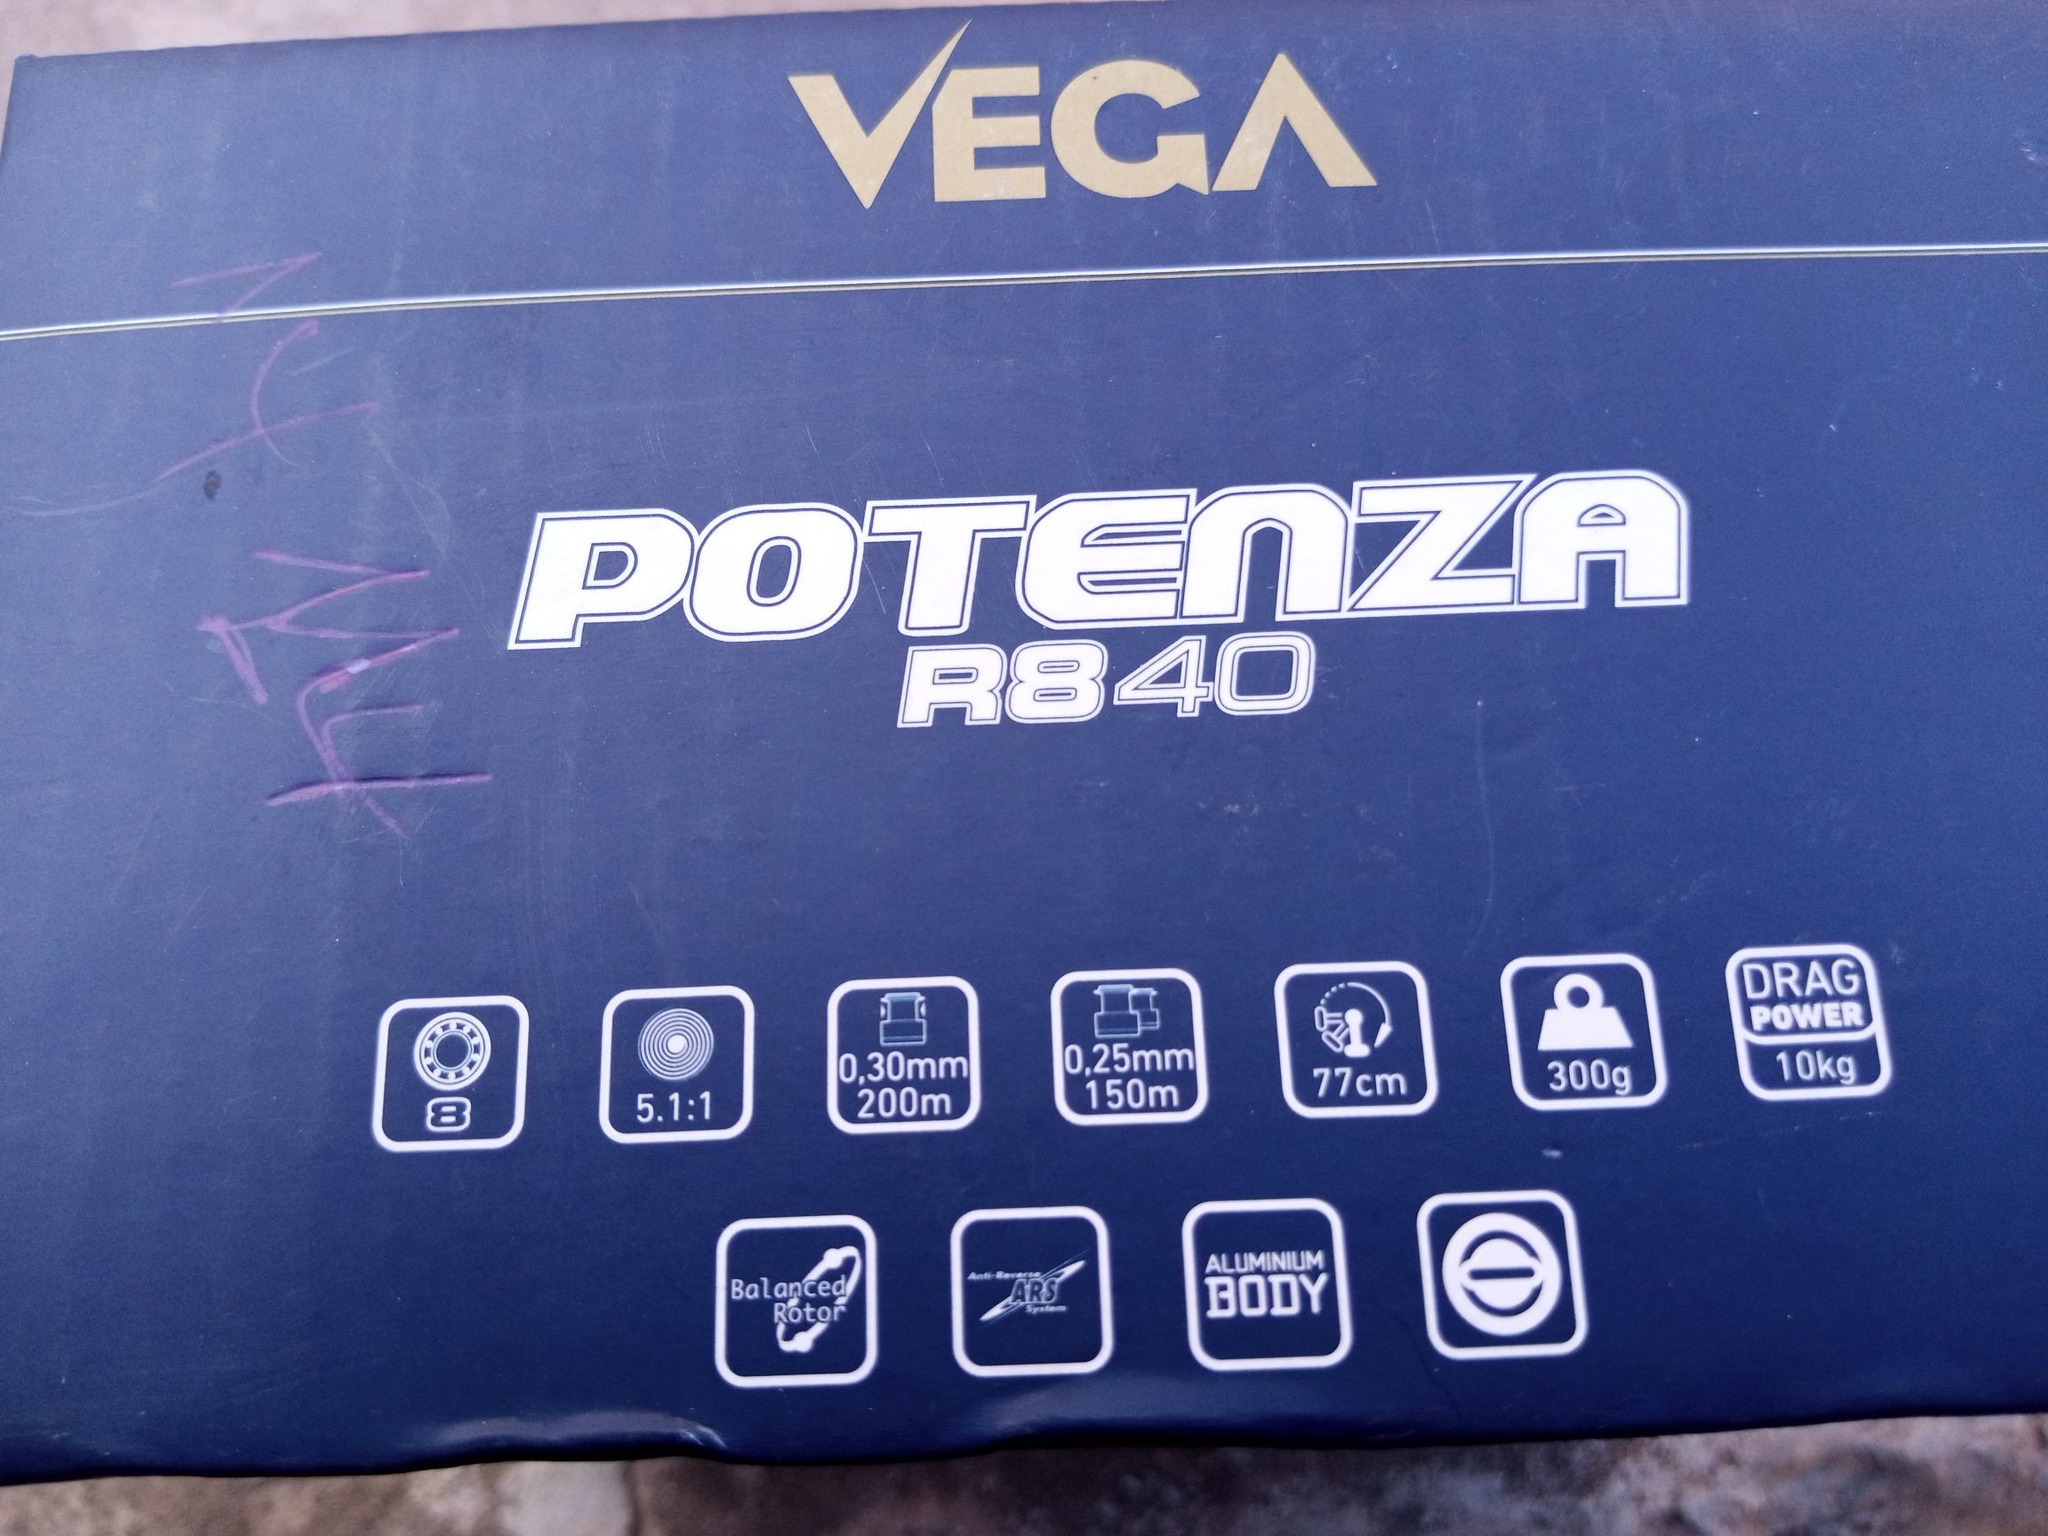 VEGA
POTENZA
R840
8
5.1:1
0,30mm
200m
0,25mm
150m
77cm
300g
DRAG
POWER
10kg
Balanced
Rotor
Anti-Reverse
ARS
System
ALUMINIUM
BODY